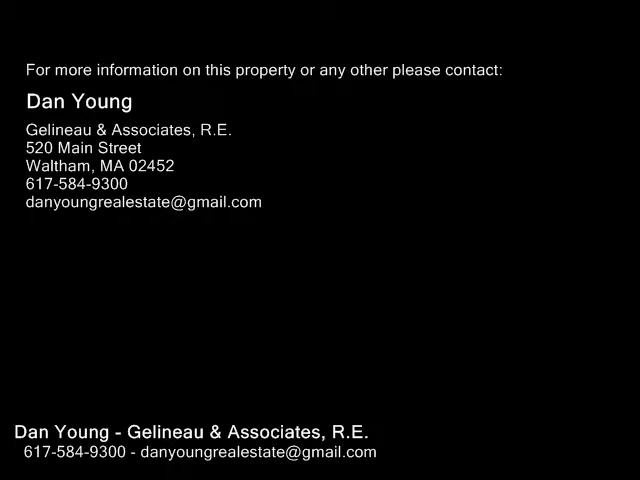 For more information on this property or any other please contact:
Dan Young
Gelineau & Associates, R.E.
520 Main Street
Waltham, MA 02452
617-584-9300
danyoungrealestate@gmail.com
Dan Young - Gelineau & Associates, R.E.
617-584-9300 - danyoungrealestate@gmail.com